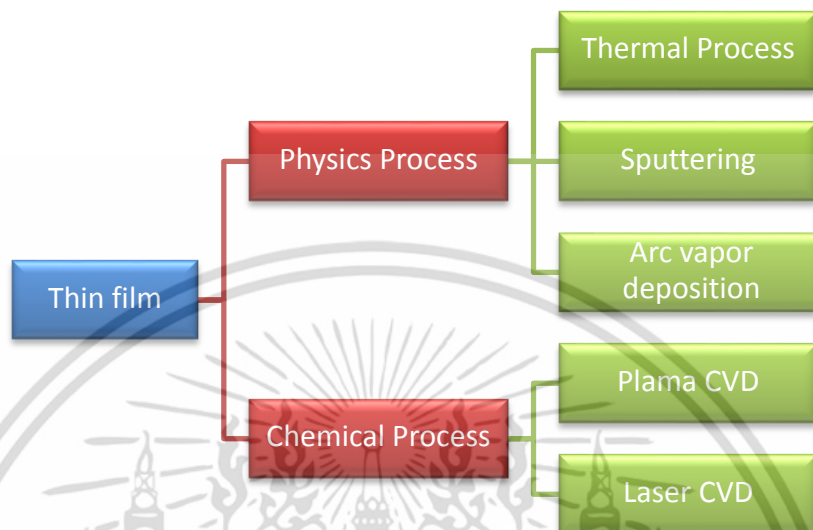 Thin film
Physics Process
Thermal Process
Sputtering
Arc vapor
deposition
Chemical Process
Plama CVD
Laser CVD